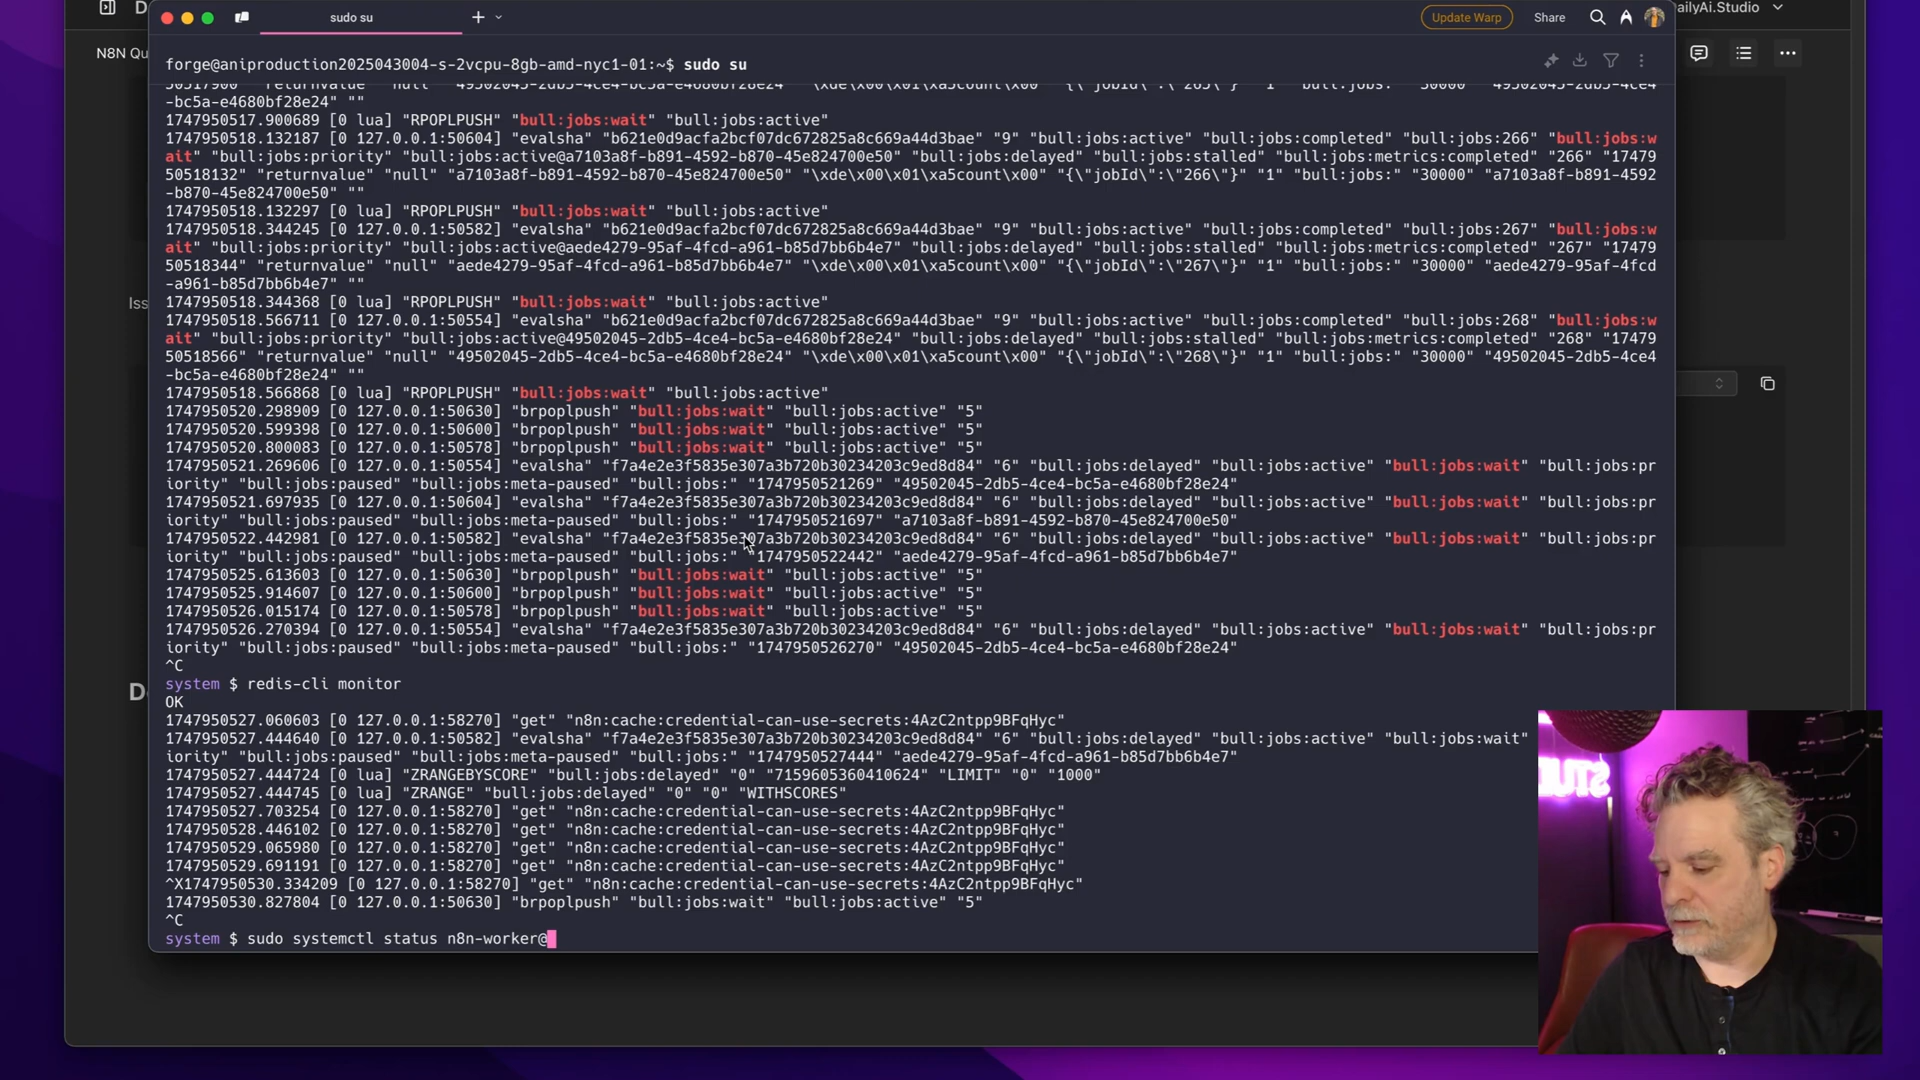 D
sudo su
Update Warp
Share
ailyAi.Studio
N8N Qu
forge@aniproduction2025043004-s-2vcpu-8gb-amd-nyc1-01:~$ sudo su
50517900" "returnvalue" "null" "49502045-2db5-4ce4-bc5a-e4680bf28e24" "\xde\x00\x01\xa5count\x00" "{\"jobId\":\"265\"}" "1" "bull:jobs:" "30000" "49502045-2db5-4ce4
-bc5a-e4680bf28e24" ""
1747950517.900689 [0 lua] "RPOPLPUSH" "bull:jobs:wait" "bull:jobs:active"
1747950518.132187 [0 127.0.0.1:50604] "evalsha" "b621e0d9acfa2bcf07dc672825a8c669a44d3bae" "9" "bull:jobs:active" "bull:jobs:completed" "bull:jobs:266" "bull:jobs:w
ait" "bull:jobs:priority" "bull:jobs:active@a7103a8f-b891-4592-b870-45e824700e50" "bull:jobs:delayed" "bull:jobs:stalled" "bull:jobs:metrics:completed" "266" "17479
50518132" "returnvalue" "null" "a7103a8f-b891-4592-b870-45e824700e50" "\xde\x00\x01\xa5count\x00" "{\"jobId\":\"266\"}" "1" "bull:jobs:" "30000" "a7103a8f-b891-4592
-b870-45e824700e50" ""
1747950518.132297 [0 lua] "RPOPLPUSH" "bull:jobs:wait" "bull:jobs:active"
1747950518.344245 [0 127.0.0.1:50582] "evalsha" "b621e0d9acfa2bcf07dc672825a8c669a44d3bae" "9" "bull:jobs:active" "bull:jobs:completed" "bull:jobs:267" "bull:jobs:w
ait" "bull:jobs:priority" "bull:jobs:active@aede4279-95af-4fcd-a961-b85d7bb6b4e7" "bull:jobs:delayed" "bull:jobs:stalled" "bull:jobs:metrics:completed" "267" "17479
50518344" "returnvalue" "null" "aede4279-95af-4fcd-a961-b85d7bb6b4e7" "\xde\x00\x01\xa5count\x00" "{\"jobId\":\"267\"}" "1" "bull:jobs:" "30000" "aede4279-95af-4fcd
-a961-b85d7bb6b4e7" ""
Iss
1747950518.344368 [0 lua] "RPOPLPUSH" "bull:jobs:wait" "bull:jobs:active"
1747950518.566711 [0 127.0.0.1:50554] "evalsha" "b621e0d9acfa2bcf07dc672825a8c669a44d3bae" "9" "bull:jobs:active" "bull:jobs:completed" "bull:jobs:268" "bull:jobs:w
ait" "bull:jobs:priority" "bull:jobs:active@49502045-2db5-4ce4-bc5a-e4680bf28e24" "bull:jobs:delayed" "bull:jobs:stalled" "bull:jobs:metrics:completed" "268" "17479
50518566" "returnvalue" "null" "49502045-2db5-4ce4-bc5a-e4680bf28e24" "\xde\x00\x01\xa5count\x00" "{\"jobId\":\"268\"}" "1" "bull:jobs:" "30000" "49502045-2db5-4ce4
-bc5a-e4680bf28e24" ""
1747950518.566868 [0 lua] "RPOPLPUSH" "bull:jobs:wait" "bull:jobs:active"
1747950520.298909 [0 127.0.0.1:50630] "brpoplpush" "bull:jobs:wait" "bull:jobs:active" "5"
1747950520.599398 [0 127.0.0.1:50600] "brpoplpush" "bull:jobs:wait" "bull:jobs:active" "5"
1747950520.800083 [0 127.0.0.1:50578] "brpoplpush" "bull:jobs:wait" "bull:jobs:active" "5"
1747950521.269606 [0 127.0.0.1:50554] "evalsha" "f7a4e2e3f5835e307a3b720b30234203c9ed8d84" "6" "bull:jobs:delayed" "bull:jobs:active" "bull:jobs:wait" "bull:jobs:pr
iority" "bull:jobs:paused" "bull:jobs:meta-paused" "bull:jobs:" "1747950521269" "49502045-2db5-4ce4-bc5a-e4680bf28e24"
1747950521.697935 [0 127.0.0.1:50604] "evalsha" "f7a4e2e3f5835e307a3b720b30234203c9ed8d84" "6" "bull:jobs:delayed" "bull:jobs:active" "bull:jobs:wait" "bull:jobs:pr
iority" "bull:jobs:paused" "bull:jobs:meta-paused" "bull:jobs:" "1747950521697" "a7103a8f-b891-4592-b870-45e824700e50"
1747950522.442981 [0 127.0.0.1:50582] "evalsha" "f7a4e2e3f5835e307a3b720b30234203c9ed8d84" "6" "bull:jobs:delayed" "bull:jobs:active" "bull:jobs:wait" "bull:jobs:pr
iority" "bull:jobs:paused" "bull:jobs:meta-paused" "bull:jobs:" "1747950522442" "aede4279-95af-4fcd-a961-b85d7bb6b4e7"
1747950525.613603 [0 127.0.0.1:50630] "brpoplpush" "bull:jobs:wait" "bull:jobs:active" "5"
1747950525.914607 [0 127.0.0.1:50600] "brpoplpush" "bull:jobs:wait" "bull:jobs:active" "5"
1747950526.015174 [0 127.0.0.1:50578] "brpoplpush" "bull:jobs:wait" "bull:jobs:active" "5"
1747950526.270394 [0 127.0.0.1:50554] "evalsha" "f7a4e2e3f5835e307a3b720b30234203c9ed8d84" "6" "bull:jobs:delayed" "bull:jobs:active" "bull:jobs:wait" "bull:jobs:pr
iority" "bull:jobs:paused" "bull:jobs:meta-paused" "bull:jobs:" "1747950526270" "49502045-2db5-4ce4-bc5a-e4680bf28e24"
^C
system $ redis-cli monitor
OK
1747950527.060603 [0 127.0.0.1:58270] "get" "n8n:cache:credential-can-use-secrets:4AzC2ntpp9BFqHyc"
1747950527.444640 [0 127.0.0.1:50582] "evalsha" "f7a4e2e3f5835e307a3b720b30234203c9ed8d84" "6" "bull:jobs:delayed" "bull:jobs:active" "bull:jobs:wait"
iority" "bull:jobs:paused" "bull:jobs:meta-paused" "bull:jobs:" "1747950527444" "aede4279-95af-4fcd-a961-b85d7bb6b4e7"
1747950527.444724 [0 lua] "ZRANGEBYSCORE" "bull:jobs:delayed" "0" "7159605360410624" "LIMIT" "0" "1000"
1747950527.444745 [0 lua] "ZRANGE" "bull:jobs:delayed" "0" "0" "WITHSCORES"
1747950527.703254 [0 127.0.0.1:58270] "get" "n8n:cache:credential-can-use-secrets:4AzC2ntpp9BFqHyc"
1747950528.446102 [0 127.0.0.1:58270] "get" "n8n:cache:credential-can-use-secrets:4AzC2ntpp9BFqHyc"
1747950529.065980 [0 127.0.0.1:58270] "get" "n8n:cache:credential-can-use-secrets:4AzC2ntpp9BFqHyc"
1747950529.691191 [0 127.0.0.1:58270] "get" "n8n:cache:credential-can-use-secrets:4AzC2ntpp9BFqHyc"
^X1747950530.334209 [0 127.0.0.1:58270] "get" "n8n:cache:credential-can-use-secrets:4AzC2ntpp9BFqHyc"
1747950530.827804 [0 127.0.0.1:50630] "brpoplpush" "bull:jobs:wait" "bull:jobs:active" "5"
^C
system $ sudo systemctl status n8n-worker@